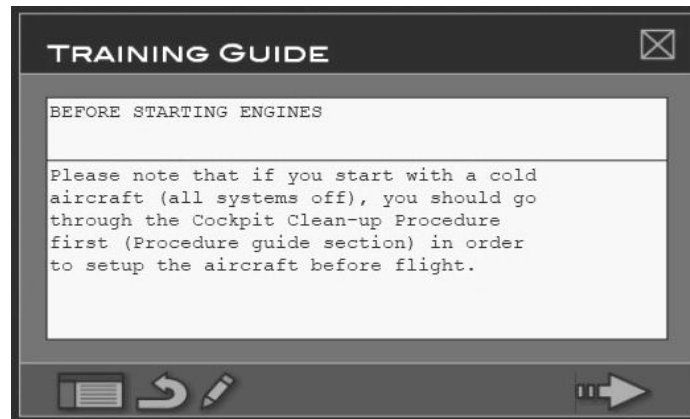 TRAINING GUIDE
BEFORE STARTING ENGINES
Please note that if you start with a cold
aircraft (all systems off), you should go
through the Cockpit Clean-up Procedure
first (Procedure guide section) in order
to setup the aircraft before flight.